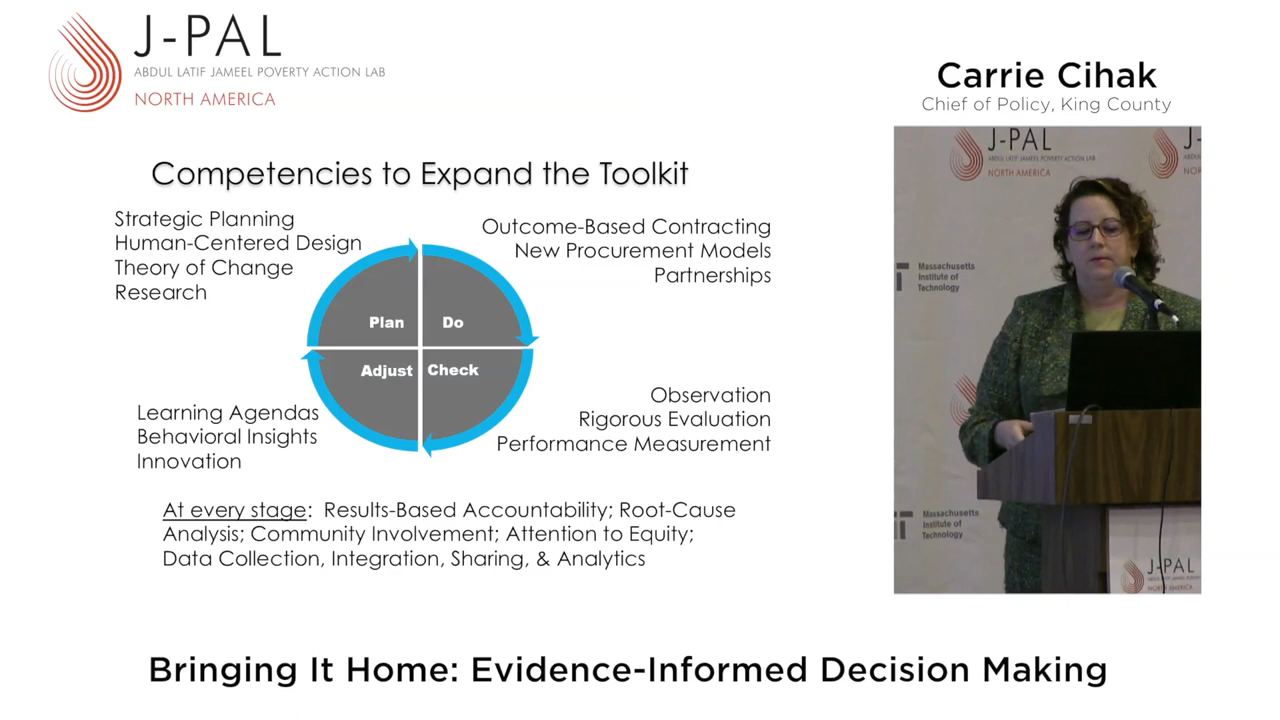 J-PAL
ABDUL LATIF JAMEEL POVERTY ACTION LAB
NORTH AMERICA
Carrie Cihak
Chief of Policy, King County
Competencies to Expand the Toolkit
Strategic Planning
Human-Centered Design
Theory of Change
Research
Outcome-Based Contracting
New Procurement Models
Partnerships
Plan
Do
Adjust
Check
Learning Agendas
Behavioral Insights
Innovation
Observation
Rigorous Evaluation
Performance Measurement
At every stage: Results-Based Accountability; Root-Cause
Analysis; Community Involvement; Attention to Equity;
Data Collection, Integration, Sharing, & Analytics
J-PAL
ABDUL LATIF JAMEEL POVERTY ACTION LAB
NORTH AMERICA
Massachusetts
Institute of
Technology
Massachusetts
Institute of
Technology
J-PAL
Bringing It Home: Evidence-Informed Decision Making